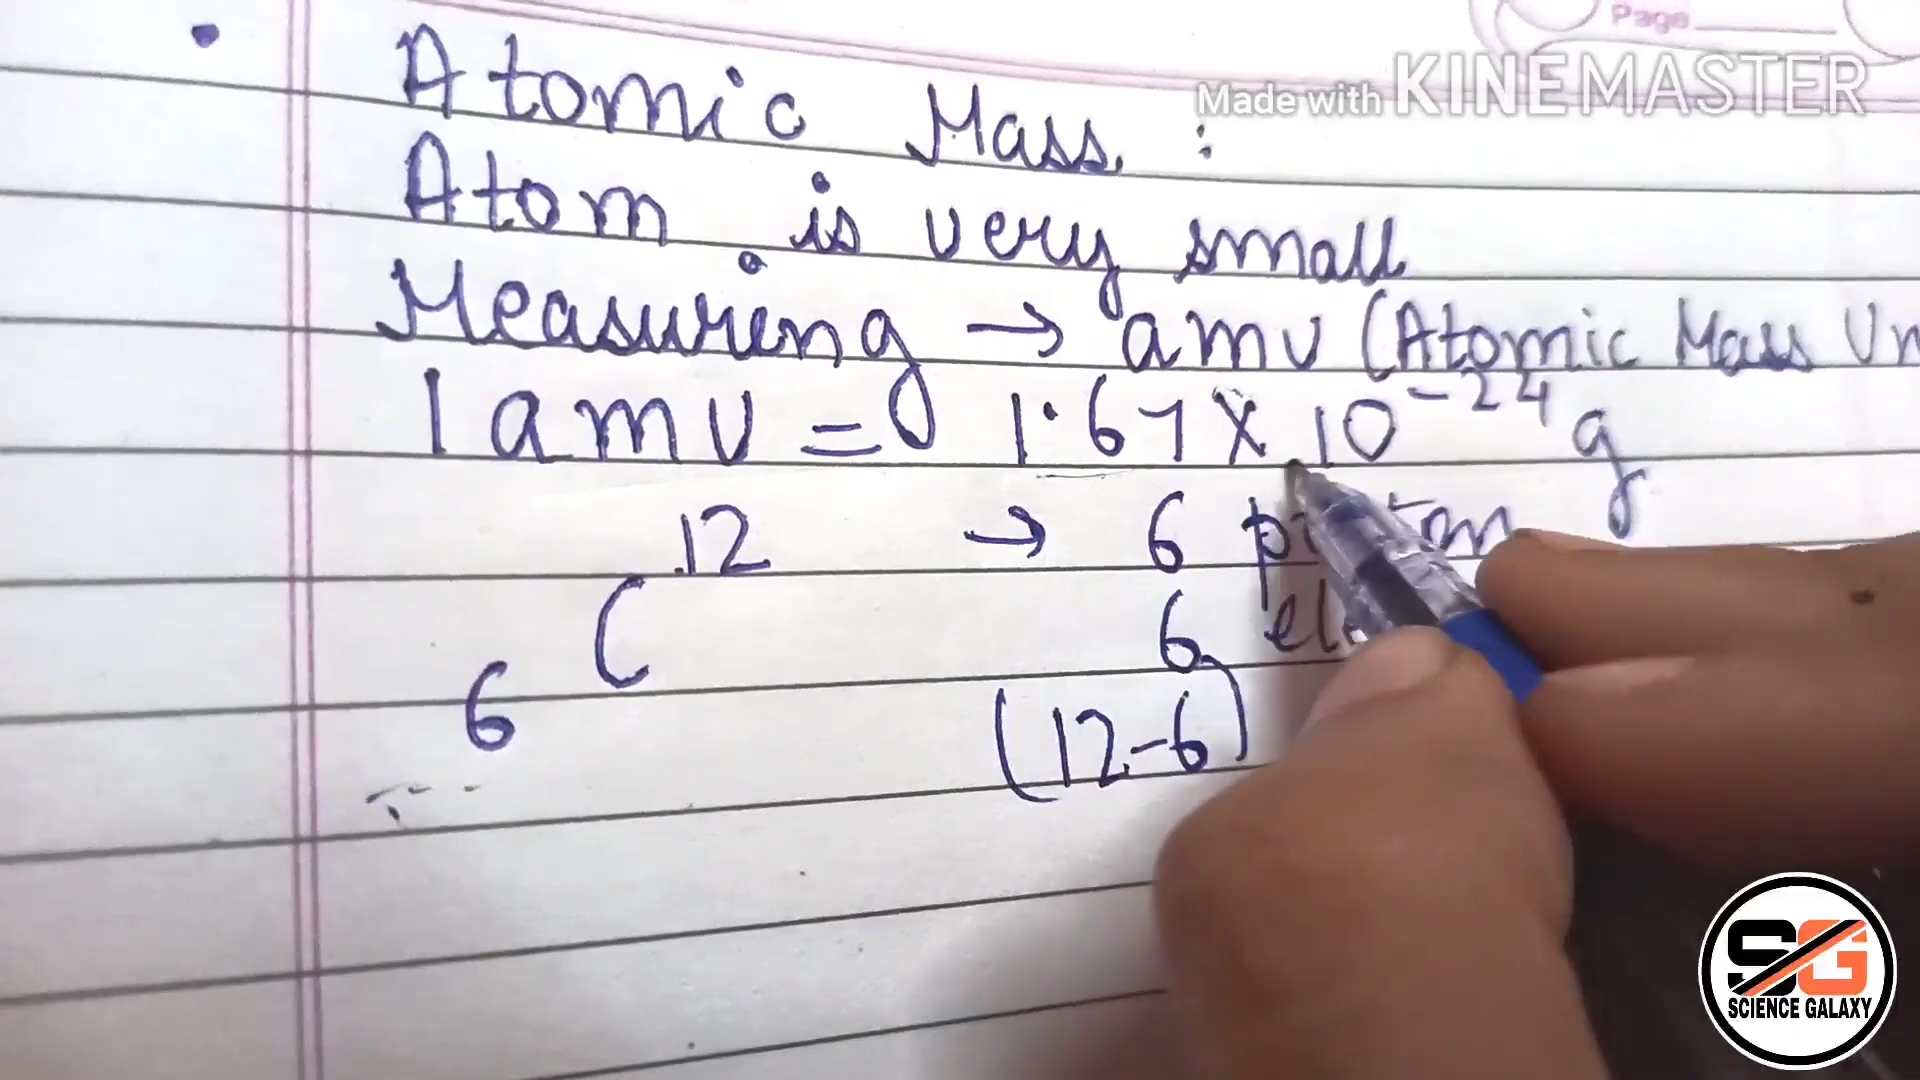 Page
Made with KINEMASTER
• Atomic Mass :
Atom is very small
Measuring → amu (Atomic Mass Un
1 amu = 1.67 × 10⁻²⁴ g
₆C¹² → 6
6
(12-6)
SG
SCIENCE GALAXY